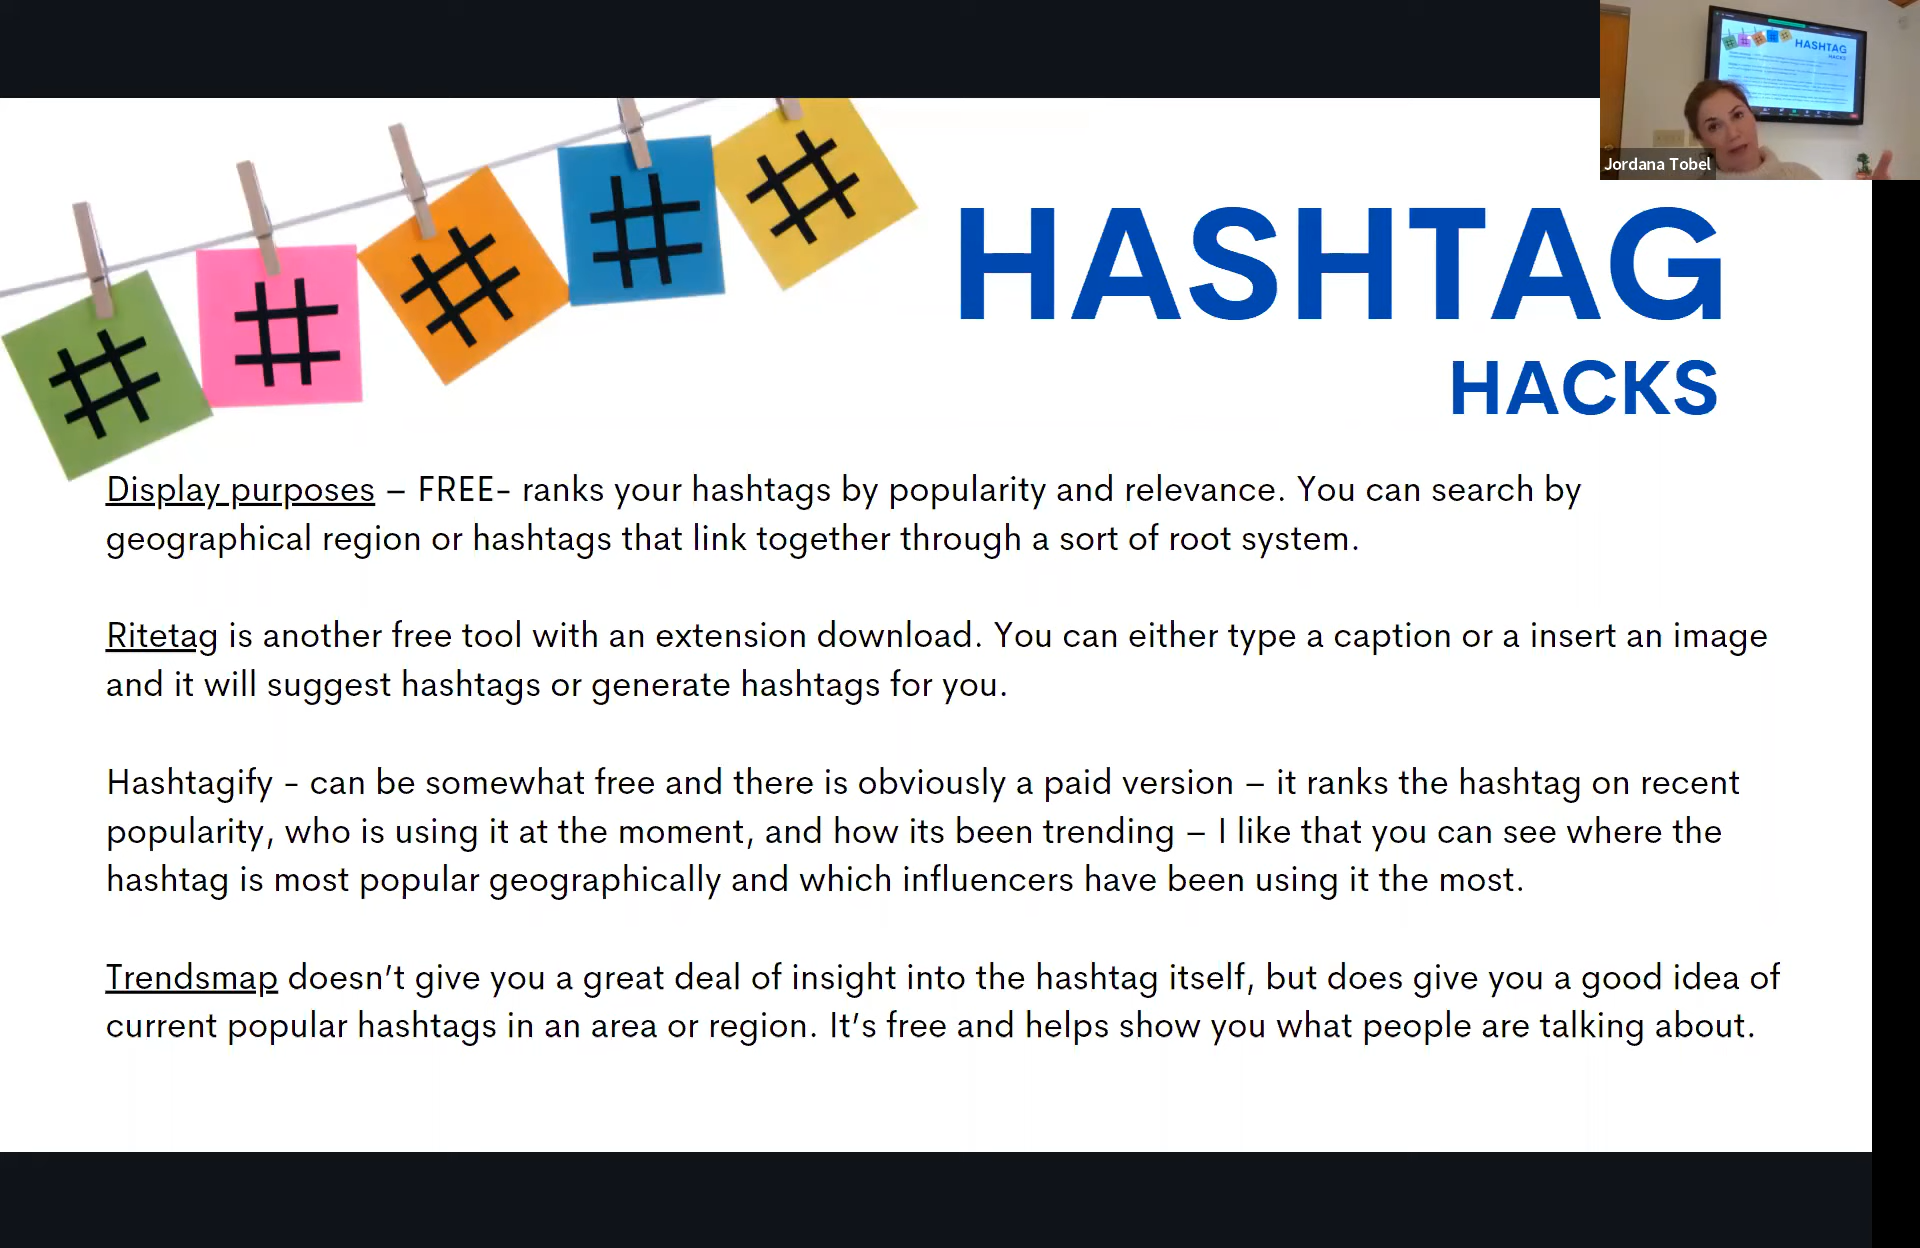 Jordana Tobel
# # # # #
HASHTAG
HACKS
Display purposes – FREE- ranks your hashtags by popularity and relevance. You can search by
geographical region or hashtags that link together through a sort of root system.
Ritetag is another free tool with an extension download. You can either type a caption or a insert an image
and it will suggest hashtags or generate hashtags for you.
Hashtagify - can be somewhat free and there is obviously a paid version – it ranks the hashtag on recent
popularity, who is using it at the moment, and how its been trending – I like that you can see where the
hashtag is most popular geographically and which influencers have been using it the most.
Trendsmap doesn't give you a great deal of insight into the hashtag itself, but does give you a good idea of
current popular hashtags in an area or region. It's free and helps show you what people are talking about.